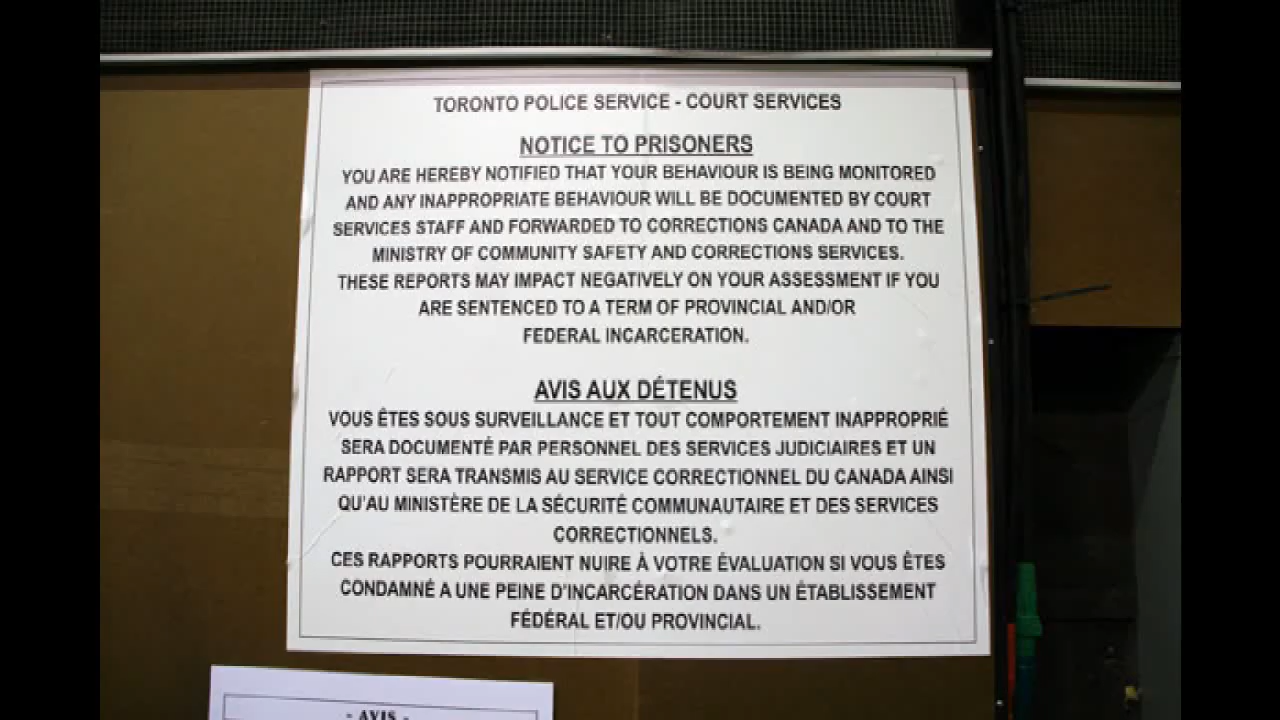 TORONTO POLICE SERVICE - COURT SERVICES
NOTICE TO PRISONERS
YOU ARE HEREBY NOTIFIED THAT YOUR BEHAVIOUR IS BEING MONITORED
AND ANY INAPPROPRIATE BEHAVIOUR WILL BE DOCUMENTED BY COURT
SERVICES STAFF AND FORWARDED TO CORRECTIONS CANADA AND TO THE
MINISTRY OF COMMUNITY SAFETY AND CORRECTIONS SERVICES.
THESE REPORTS MAY IMPACT NEGATIVELY ON YOUR ASSESSMENT IF YOU
ARE SENTENCED TO A TERM OF PROVINCIAL AND/OR
FEDERAL INCARCERATION.
AVIS AUX DÉTENUS
VOUS ÊTES SOUS SURVEILLANCE ET TOUT COMPORTEMENT INAPPROPRIÉ
SERA DOCUMENTÉ PAR PERSONNEL DES SERVICES JUDICIAIRES ET UN
RAPPORT SERA TRANSMIS AU SERVICE CORRECTIONNEL DU CANADA AINSI
QU'AU MINISTÈRE DE LA SÉCURITÉ COMMUNAUTAIRE ET DES SERVICES
CORRECTIONNELS.
CES RAPPORTS POURRAIENT NUIRE À VOTRE ÉVALUATION SI VOUS ÊTES
CONDAMNÉ A UNE PEINE D'INCARCÉRATION DANS UN ÉTABLISSEMENT
FÉDÉRAL ET/OU PROVINCIAL.
- AVIS -